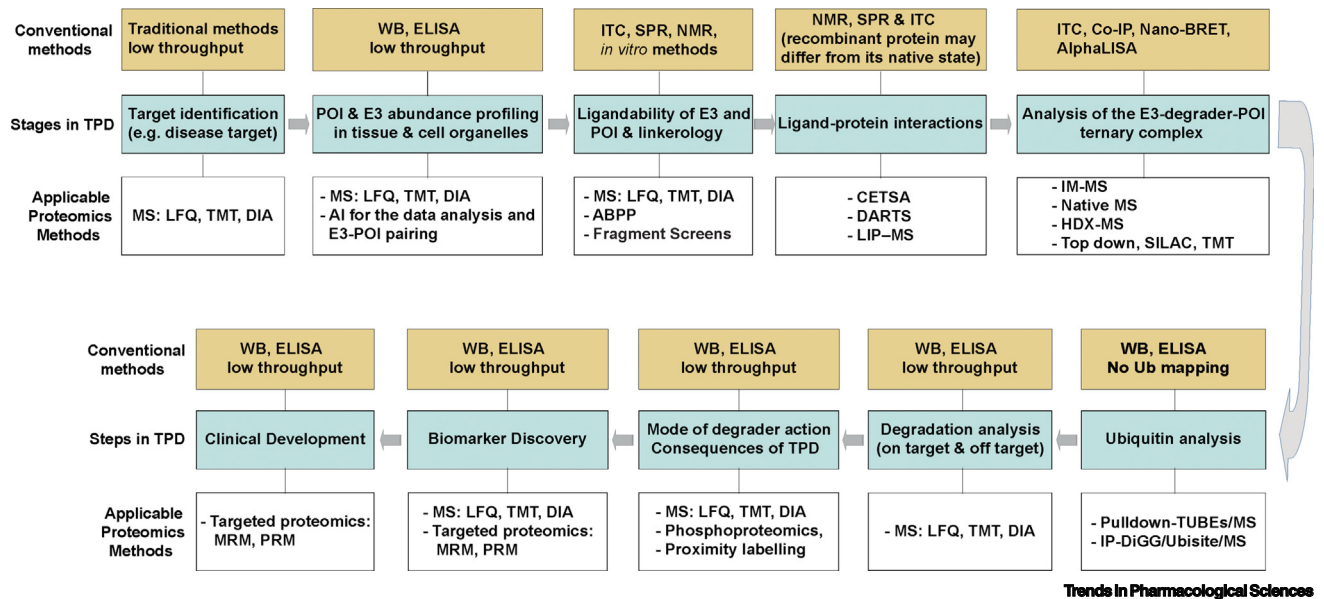 Conventional
methods
Traditional methods
low throughput
WB, ELISA
low throughput
ITC, SPR, NMR,
in vitro methods
NMR, SPR & ITC
(recombinant protein may
differ from its native state)
ITC, Co-IP, Nano-BRET,
AlphaLISA
Stages in TPD
Target identification
(e.g. disease target)
POI & E3 abundance profiling
in tissue & cell organelles
Ligandability of E3 and
POI & linkerology
Ligand-protein interactions
Analysis of the E3-degrader-POI
ternary complex
Applicable
Proteomics
Methods
MS: LFQ, TMT, DIA
- MS: LFQ, TMT, DIA
- AI for the data analysis and
E3-POI pairing
- MS: LFQ, TMT, DIA
- ABPP
- Fragment Screens
- CETSA
- DARTS
- LIP–MS
- IM-MS
- Native MS
- HDX-MS
- Top down, SILAC, TMT
Conventional
methods
WB, ELISA
low throughput
WB, ELISA
low throughput
WB, ELISA
low throughput
WB, ELISA
low throughput
WB, ELISA
No Ub mapping
Steps in TPD
Clinical Development
Biomarker Discovery
Mode of degrader action
Consequences of TPD
Degradation analysis
(on target & off target)
Ubiquitin analysis
Applicable
Proteomics
Methods
- Targeted proteomics:
MRM, PRM
- MS: LFQ, TMT, DIA
- Targeted proteomics:
MRM, PRM
- MS: LFQ, TMT, DIA
- Phosphoproteomics,
- Proximity labelling
- MS: LFQ, TMT, DIA
- Pulldown-TUBEs/MS
- IP-DiGG/Ubisite/MS
Trends in Pharmacological Sciences